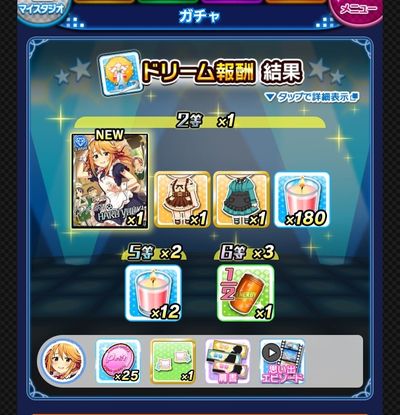 マイスタジオ
ガチャ
メニュー
ドリーム報酬 結果
▼タップで詳細表示
2等 ×1
NEW
×1
×1
×1
×180
5等 ×2
6等 ×3
×12
1/2
×1
×25
×1
肩書
思い出
エピソード